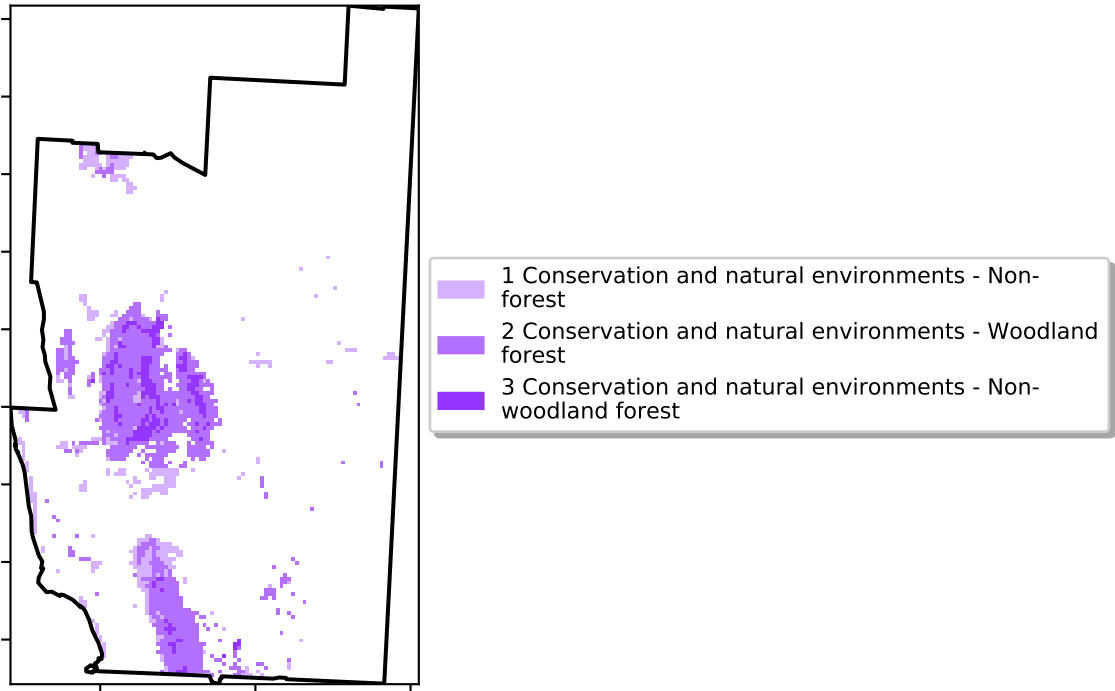 1 Conservation and natural environments - Non-
forest
2 Conservation and natural environments - Woodland
forest
3 Conservation and natural environments - Non-
woodland forest